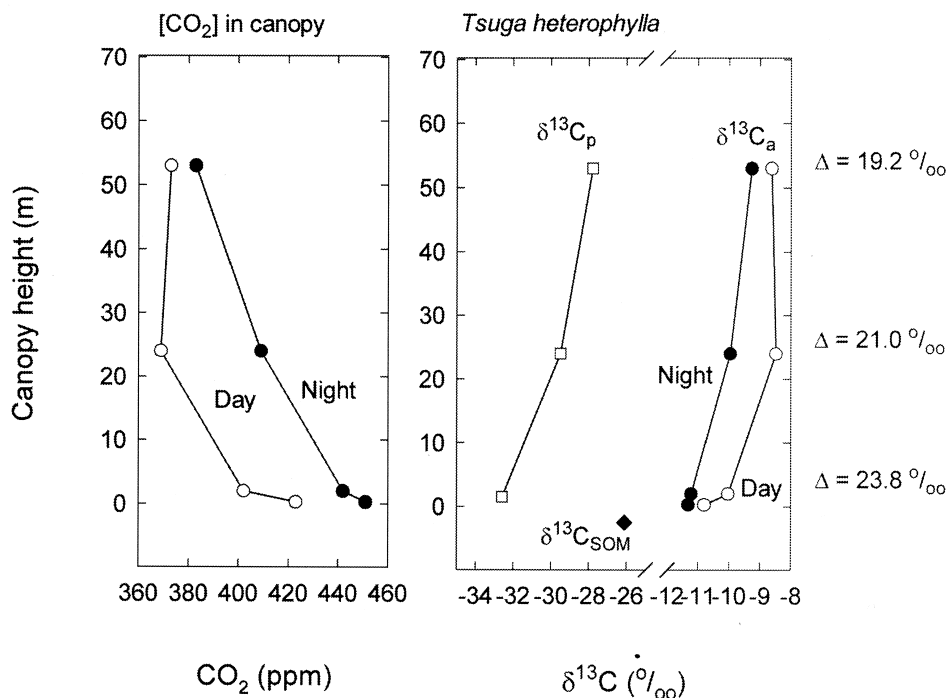 [CO2] in canopy
Tsuga heterophylla
Canopy height (m)
70
60
50
40
30
20
10
0
Day
Night
360 380 400 420 440 460
CO2 (ppm)
70
60
50
40
30
20
10
0
δ13Cp
δ13Ca
Night
Day
δ13CSOM
-34 -32 -30 -28 -26 -12 -11 -10 -9 -8
δ13C (o/oo)
Δ = 19.2 o/oo
Δ = 21.0 o/oo
Δ = 23.8 o/oo